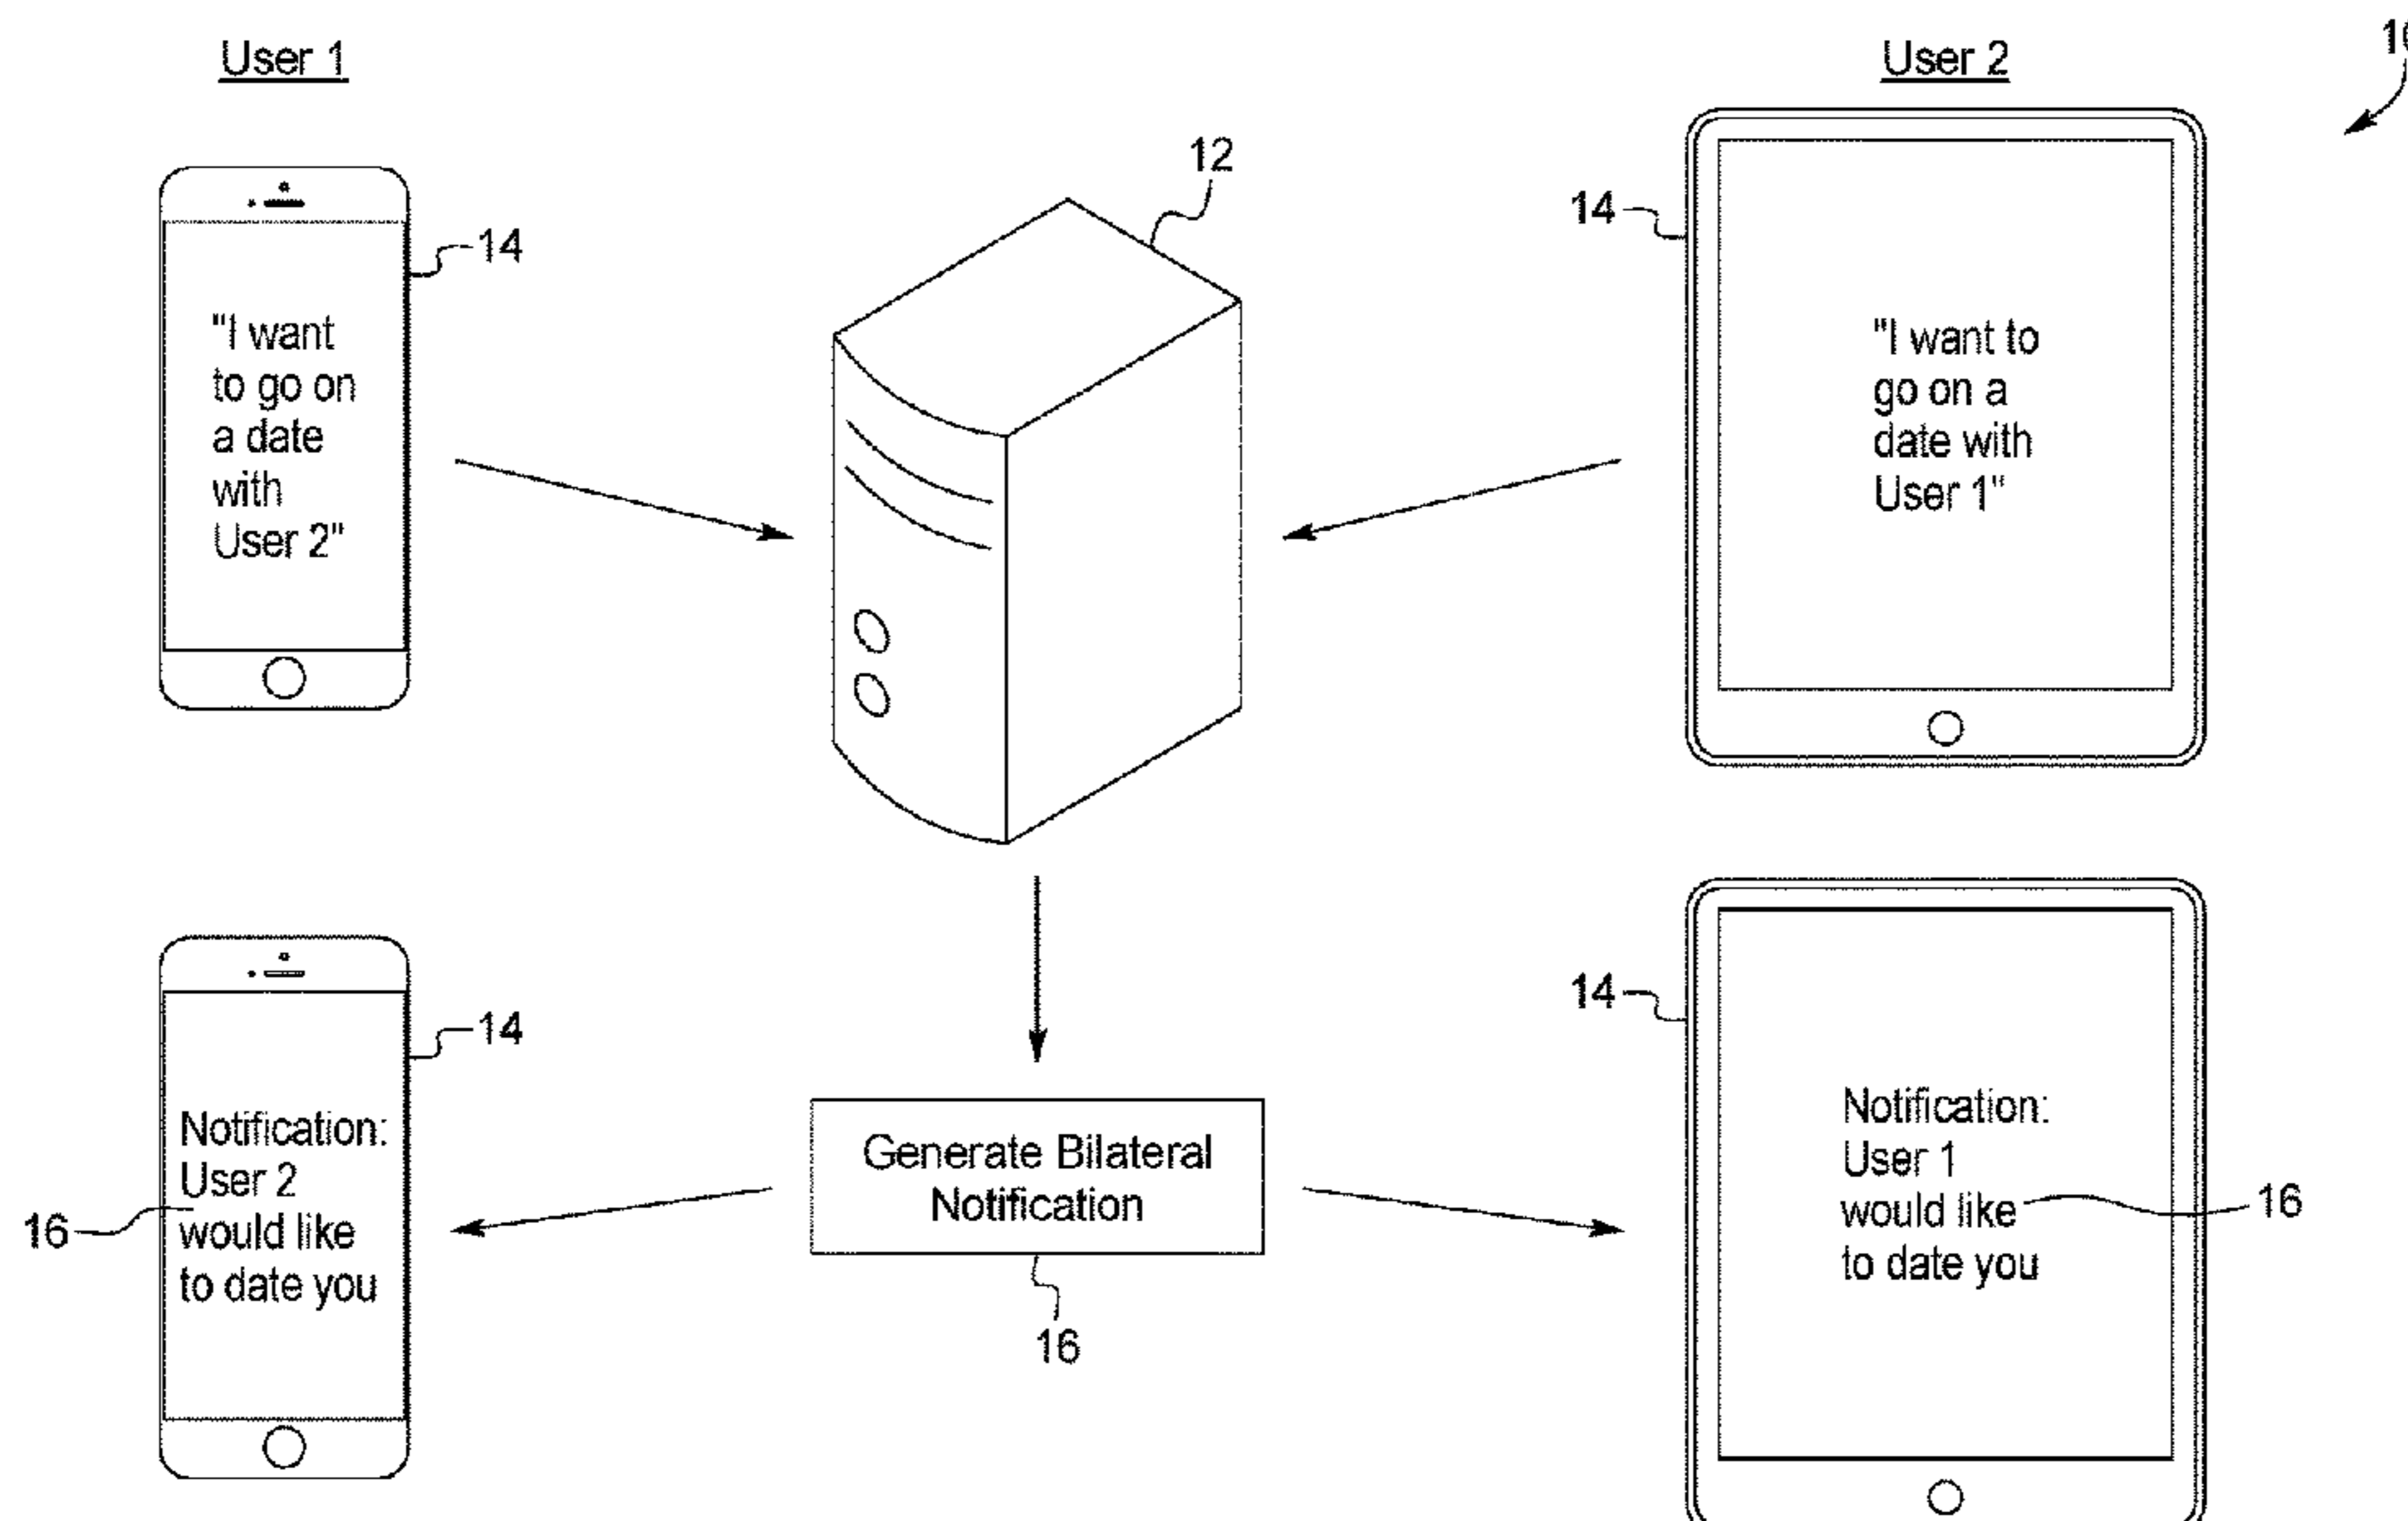 User 1
User 2
12
14
14
"I want
to go on
a date
with
User 2"
"I want to
go on a
date with
User 1"
14
14
Notification:
User 2
would like
to date you
16
Generate Bilateral
Notification
16
Notification:
User 1
would like
to date you
16